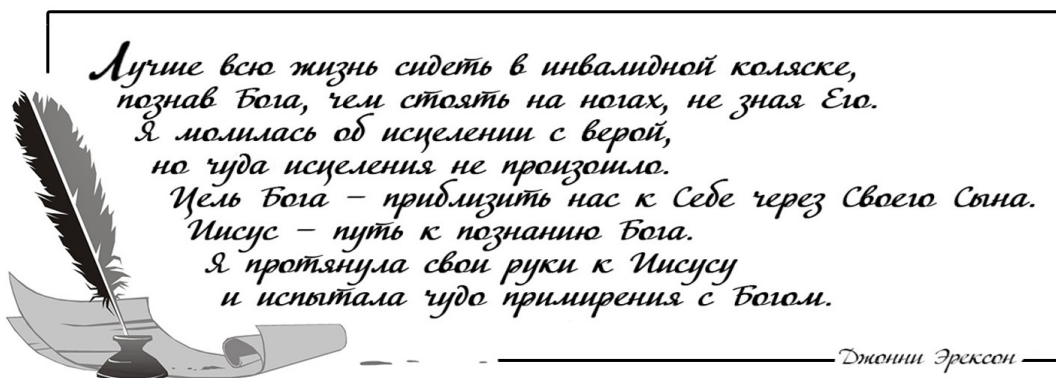 Лучше всю жизнь сидеть в инвалидной коляске,
познав Бога, чем стоять на ногах, не зная Его.
Я молилась об исцелении с верой,
но чуда исцеления не произошло.
Цель Бога – приблизить нас к Себе через Своего Сына.
Иисус – путь к познанию Бога.
Я протянула свои руки к Иисусу
и испытала чудо примирения с Богом.
Джонни Эрексон